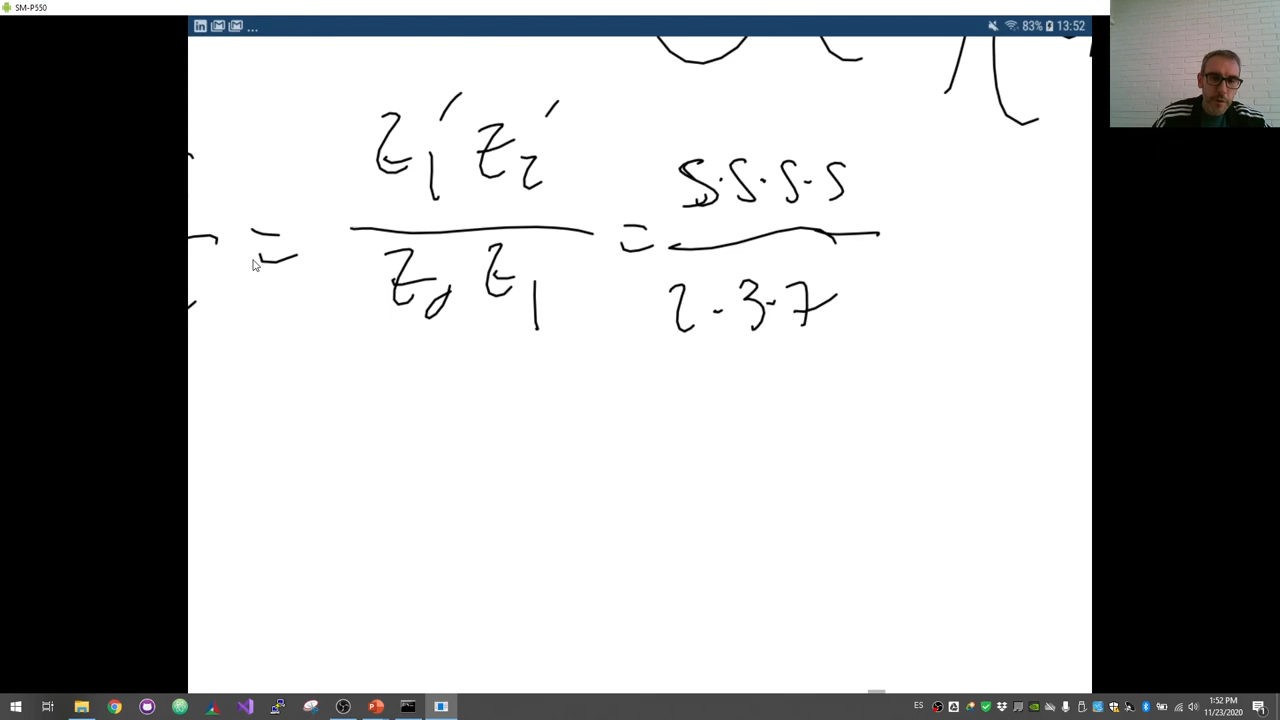 SM-P550
83% 13:52
= Z₁′ Z₂′ / Z₀ Z₁ = 5·5·5·5 / 2·3·7
ES 1:52 PM
11/23/2020